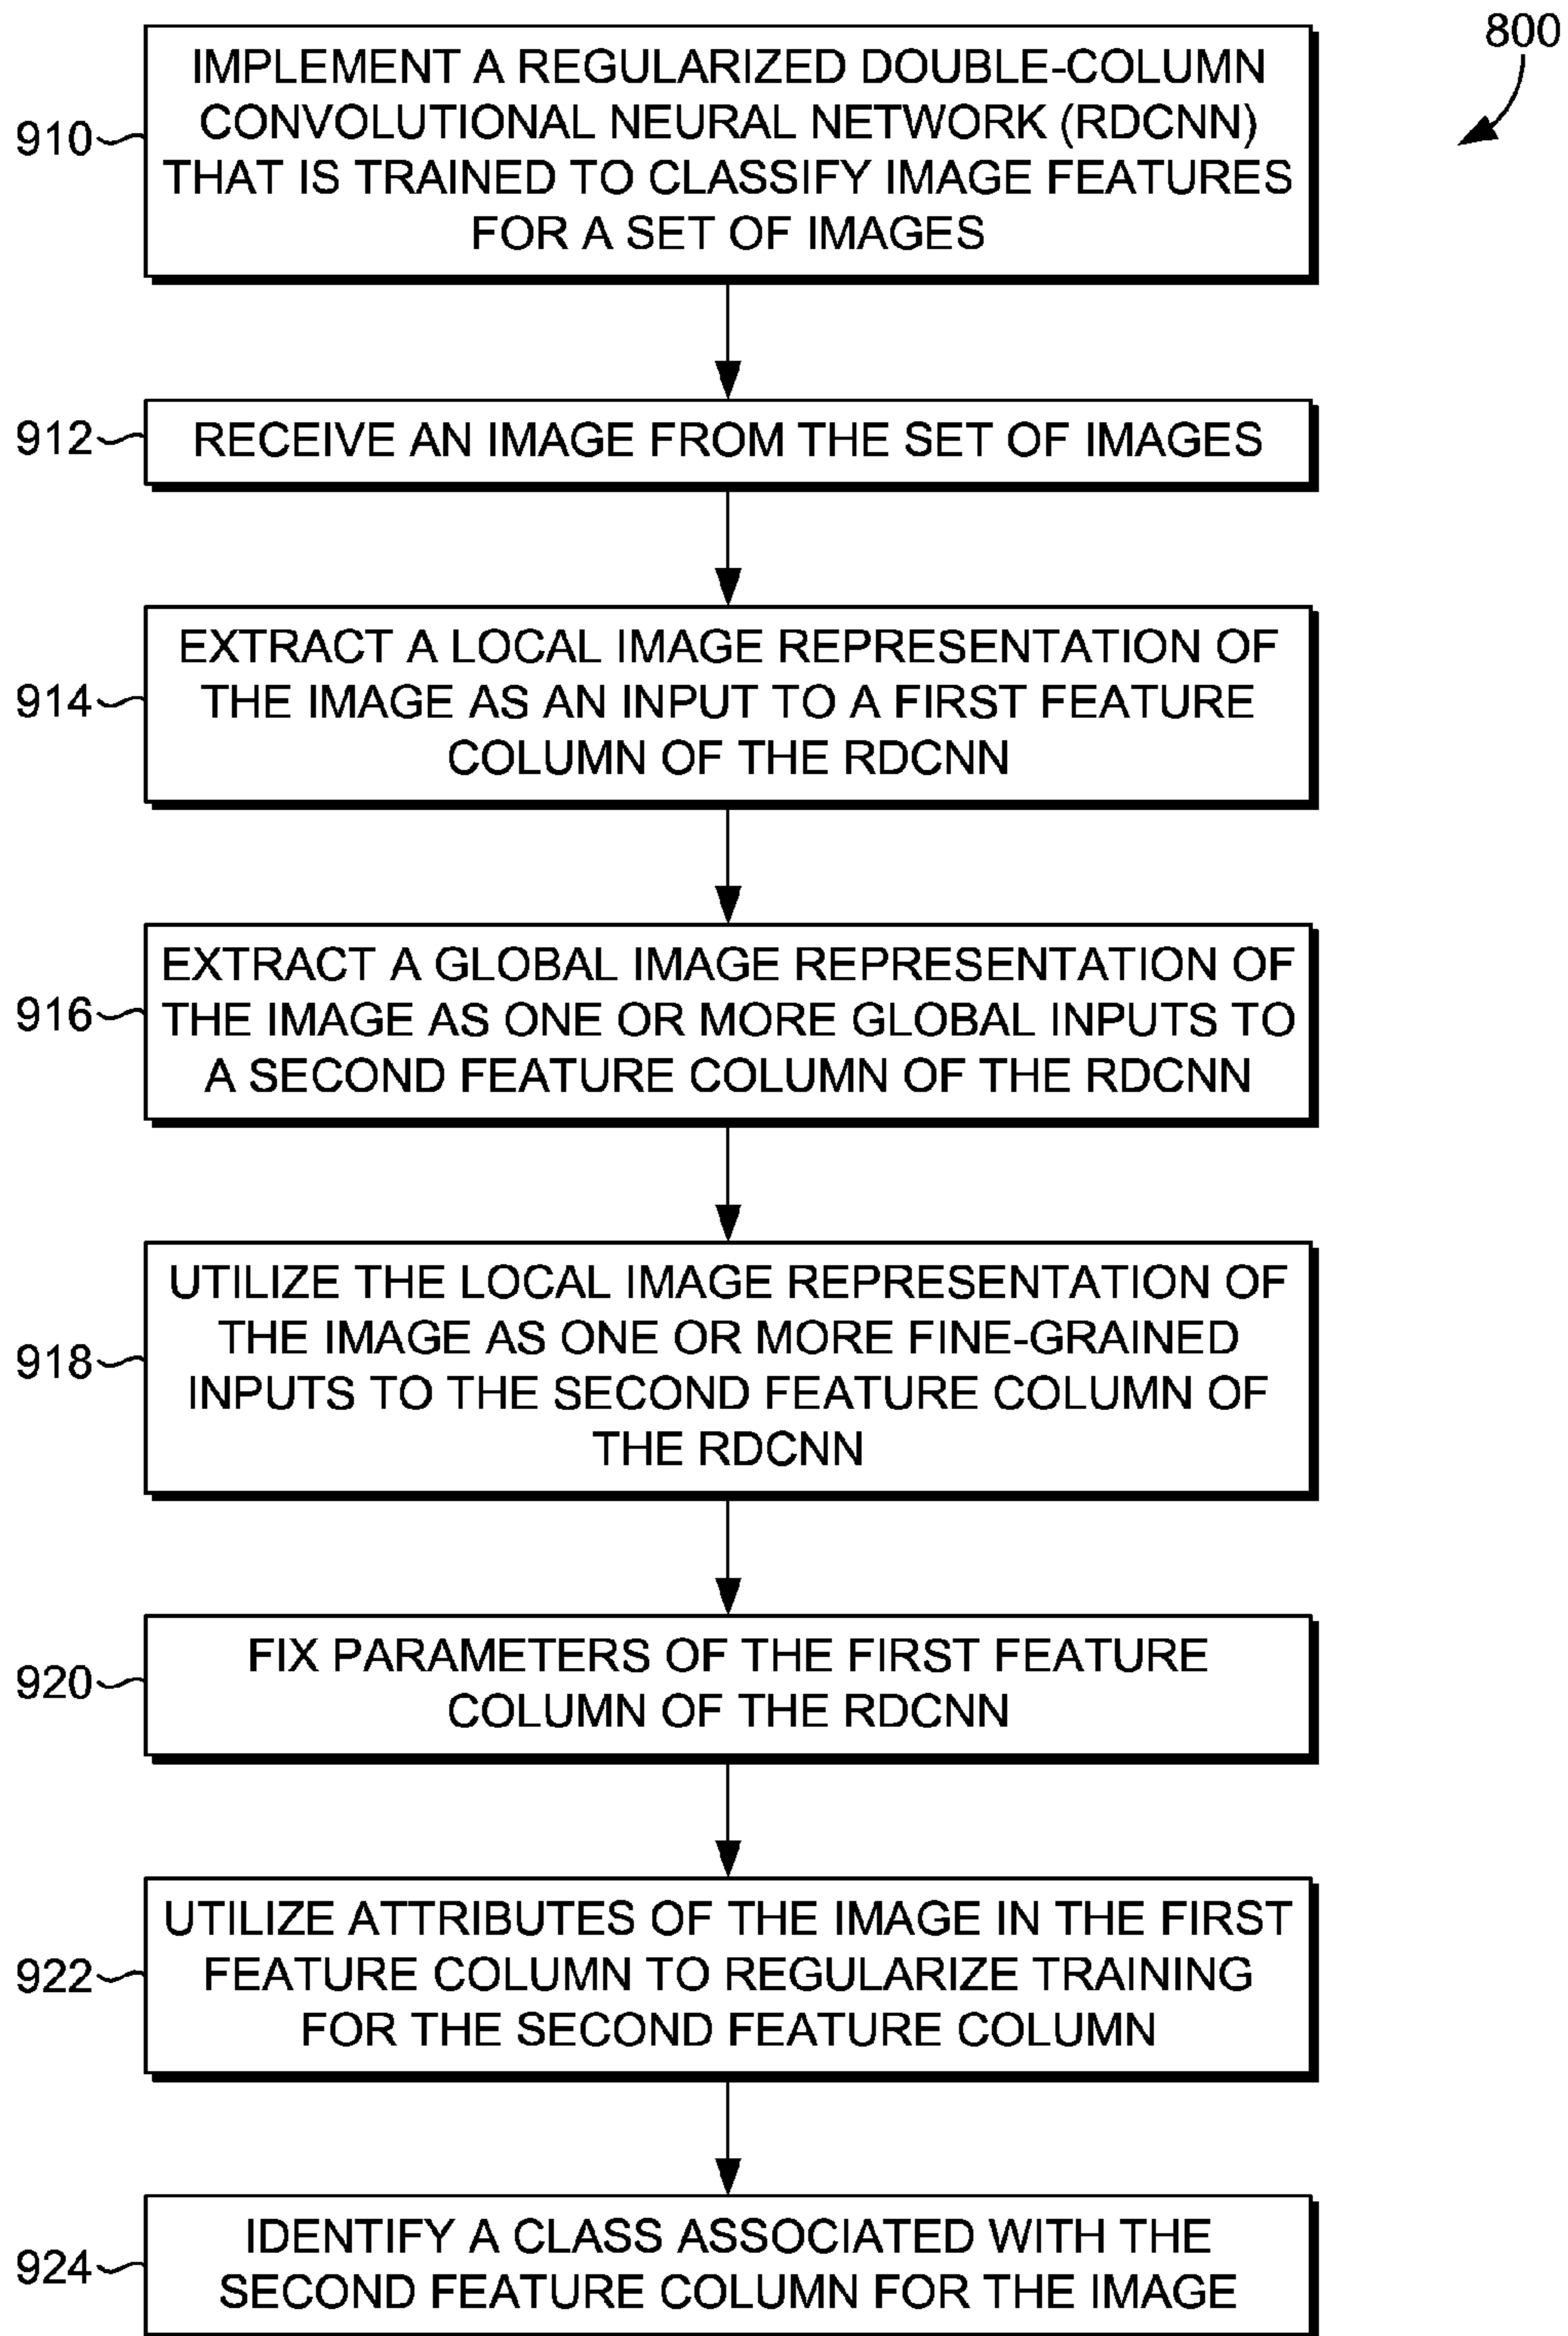 800
910
IMPLEMENT A REGULARIZED DOUBLE-COLUMN
CONVOLUTIONAL NEURAL NETWORK (RDCNN)
THAT IS TRAINED TO CLASSIFY IMAGE FEATURES
FOR A SET OF IMAGES
912
RECEIVE AN IMAGE FROM THE SET OF IMAGES
914
EXTRACT A LOCAL IMAGE REPRESENTATION OF
THE IMAGE AS AN INPUT TO A FIRST FEATURE
COLUMN OF THE RDCNN
916
EXTRACT A GLOBAL IMAGE REPRESENTATION OF
THE IMAGE AS ONE OR MORE GLOBAL INPUTS TO
A SECOND FEATURE COLUMN OF THE RDCNN
918
UTILIZE THE LOCAL IMAGE REPRESENTATION OF
THE IMAGE AS ONE OR MORE FINE-GRAINED
INPUTS TO THE SECOND FEATURE COLUMN OF
THE RDCNN
920
FIX PARAMETERS OF THE FIRST FEATURE
COLUMN OF THE RDCNN
922
UTILIZE ATTRIBUTES OF THE IMAGE IN THE FIRST
FEATURE COLUMN TO REGULARIZE TRAINING
FOR THE SECOND FEATURE COLUMN
924
IDENTIFY A CLASS ASSOCIATED WITH THE
SECOND FEATURE COLUMN FOR THE IMAGE